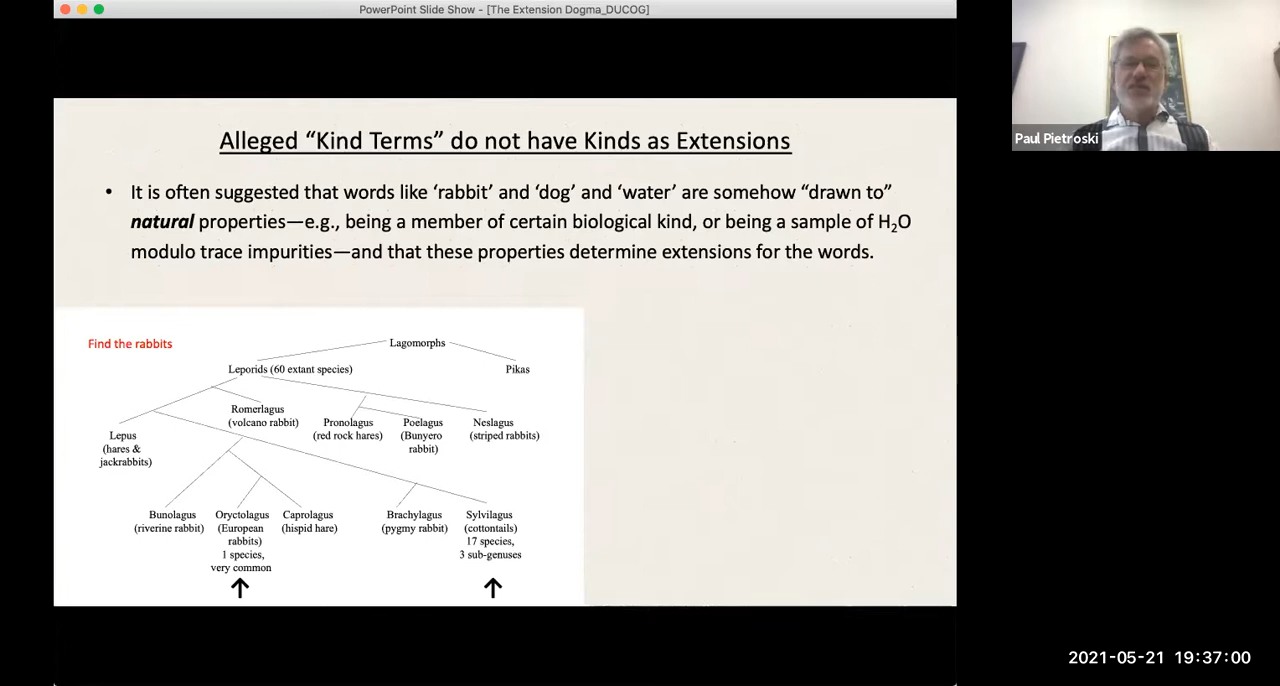 PowerPoint Slide Show - [The Extension Dogma_DUCOG]
Paul Pietroski
Alleged “Kind Terms” do not have Kinds as Extensions
• It is often suggested that words like ‘rabbit’ and ‘dog’ and ‘water’ are somehow “drawn to”
natural properties—e.g., being a member of certain biological kind, or being a sample of H₂O
modulo trace impurities—and that these properties determine extensions for the words.
Find the rabbits
Lagomorphs
Leporids (60 extant species)
Pikas
Romerlagus
(volcano rabbit)
Pronolagus
(red rock hares)
Poelagus
(Bunyero
rabbit)
Neslagus
(striped rabbits)
Lepus
(hares &
jackrabbits)
Bunolagus
(riverine rabbit)
Oryctolagus
(European
rabbits)
1 species,
very common
Caprolagus
(hispid hare)
Brachylagus
(pygmy rabbit)
Sylvilagus
(cottontails)
17 species,
3 sub-genuses
2021-05-21 19:37:00